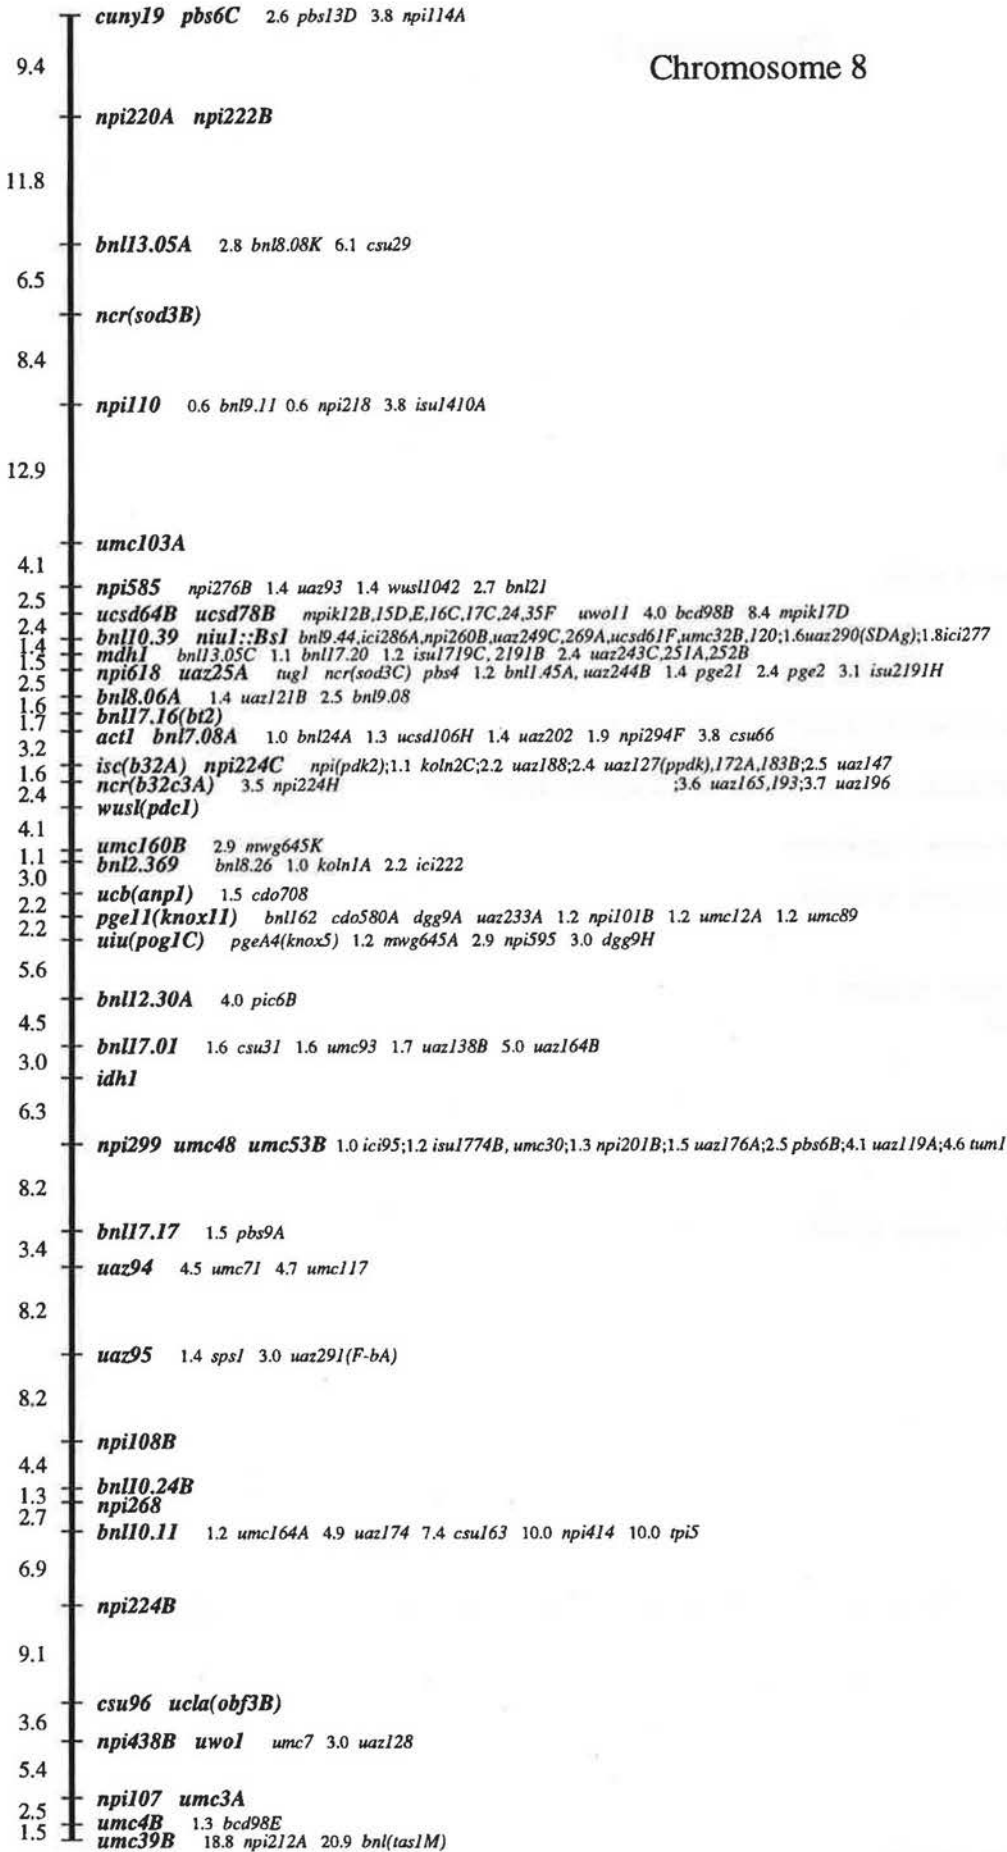 cuny19 pbs6C 2.6 pbs13D 3.8 npi114A
Chromosome 8
9.4
npi220A npi222B
11.8
bnl13.05A 2.8 bnl8.08K 6.1 csu29
6.5
ncr(sod3B)
8.4
npi110 0.6 bnl9.11 0.6 npi218 3.8 isu1410A
12.9
umc103A
4.1
npi585 npi276B 1.4 uaz93 1.4 wusl1042 2.7 bnl21
2.5
ucsd64B ucsd78B mpik12B,15D,E,16C,17C,24,35F uwo11 4.0 bcd98B 8.4 mpik17D
2.4
bnl10.39 niu1::Bs1 bnl9.44,ici286A,npi260B,uaz249C,269A,ucsd61F,umc32B,120;1.6uaz290(SDAg);1.8ici277
1.4
mdh1 bnl13.05C 1.1 bnl17.20 1.2 isu1719C, 2191B 2.4 uaz243C,251A,252B
1.5
npi618 uaz25A tug1 ncr(sod3C) pbs4 1.2 bnl1.45A, uaz244B 1.4 pge21 2.4 pge2 3.1 isu2191H
2.5
bnl8.06A 1.4 uaz121B 2.5 bnl9.08
1.6
bnl17.16(bt2)
1.7
act1 bnl7.08A 1.0 bnl24A 1.3 ucsd106H 1.4 uaz202 1.9 npi294F 3.8 csu66
3.2
isc(b32A) npi224C npi(pdk2);1.1 koln2C;2.2 uaz188;2.4 uaz127(ppdk),172A,183B;2.5 uaz147
1.6
ncr(b32c3A) 3.5 npi224H ;3.6 uaz165,193;3.7 uaz196
2.4
wusl(pdc1)
4.1
umc160B 2.9 mwg645K
1.1
bnl2.369 bnl8.26 1.0 koln1A 2.2 ici222
3.0
ucb(anp1) 1.5 cdo708
2.2
pge11(knox11) bnl162 cdo580A dgg9A uaz233A 1.2 npi101B 1.2 umc12A 1.2 umc89
2.2
uiu(pog1C) pgeA4(knox5) 1.2 mwg645A 2.9 npi595 3.0 dgg9H
5.6
bnl12.30A 4.0 pic6B
4.5
bnl17.01 1.6 csu31 1.6 umc93 1.7 uaz138B 5.0 uaz164B
3.0
idh1
6.3
npi299 umc48 umc53B 1.0 ici95;1.2 isu1774B, umc30;1.3 npi201B;1.5 uaz176A;2.5 pbs6B;4.1 uaz119A;4.6 tum1
8.2
bnl17.17 1.5 pbs9A
3.4
uaz94 4.5 umc71 4.7 umc117
8.2
uaz95 1.4 sps1 3.0 uaz291(F-bA)
8.2
npi108B
4.4
bnl10.24B
1.3
npi268
2.7
bnl10.11 1.2 umc164A 4.9 uaz174 7.4 csu163 10.0 npi414 10.0 tpi5
6.9
npi224B
9.1
csu96 ucla(obf3B)
3.6
npi438B uwo1 umc7 3.0 uaz128
5.4
npi107 umc3A
2.5
umc4B 1.3 bcd98E
1.5
umc39B 18.8 npi212A 20.9 bnl(tas1M)